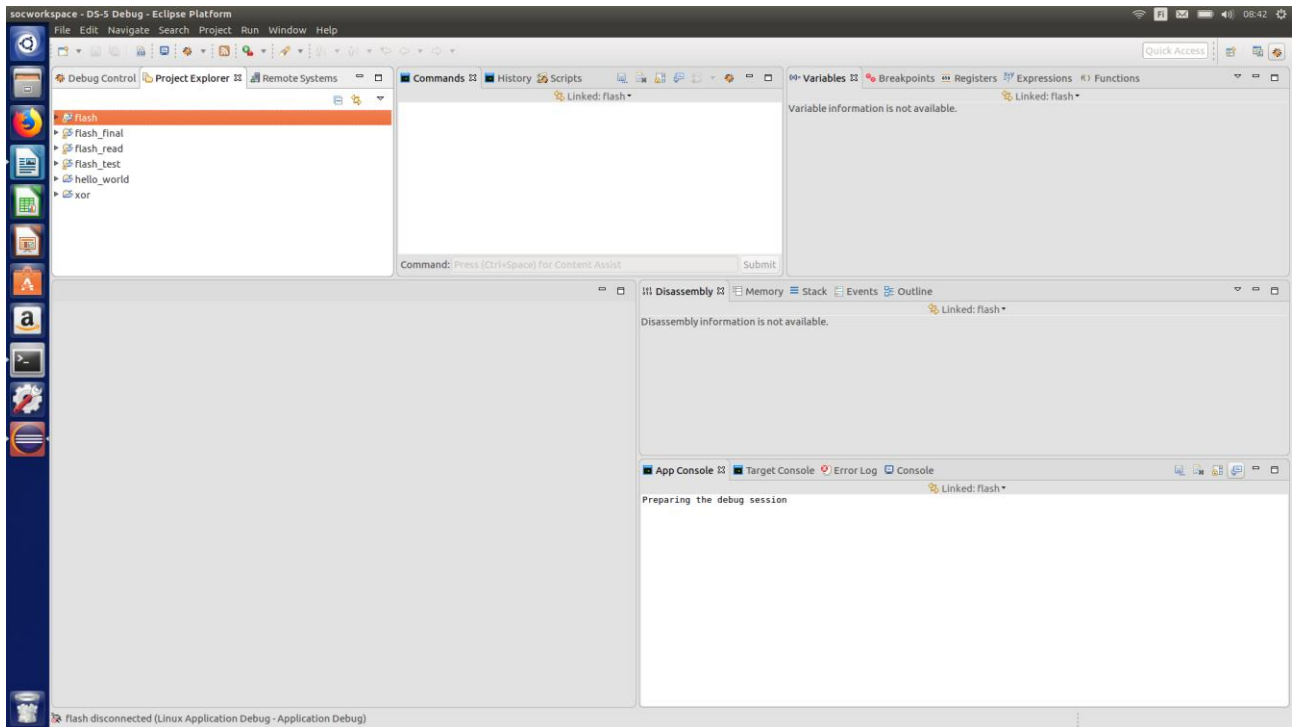 socworkspace - DS-5 Debug - Eclipse Platform
Fi
08:42
File Edit Navigate Search Project Run Window Help
Quick Access
Debug Control
Project Explorer
Remote Systems
flash
flash_final
flash_read
flash_test
hello_world
xor
Commands
History
Scripts
Linked: flash
Command: Press (Ctrl+Space) for Content Assist
Submit
Variables
Breakpoints
Registers
Expressions
Functions
Linked: flash
Variable information is not available.
Disassembly
Memory
Stack
Events
Outline
Linked: flash
Disassembly information is not available.
App Console
Target Console
Error Log
Console
Linked: flash
Preparing the debug session
flash disconnected (Linux Application Debug - Application Debug)